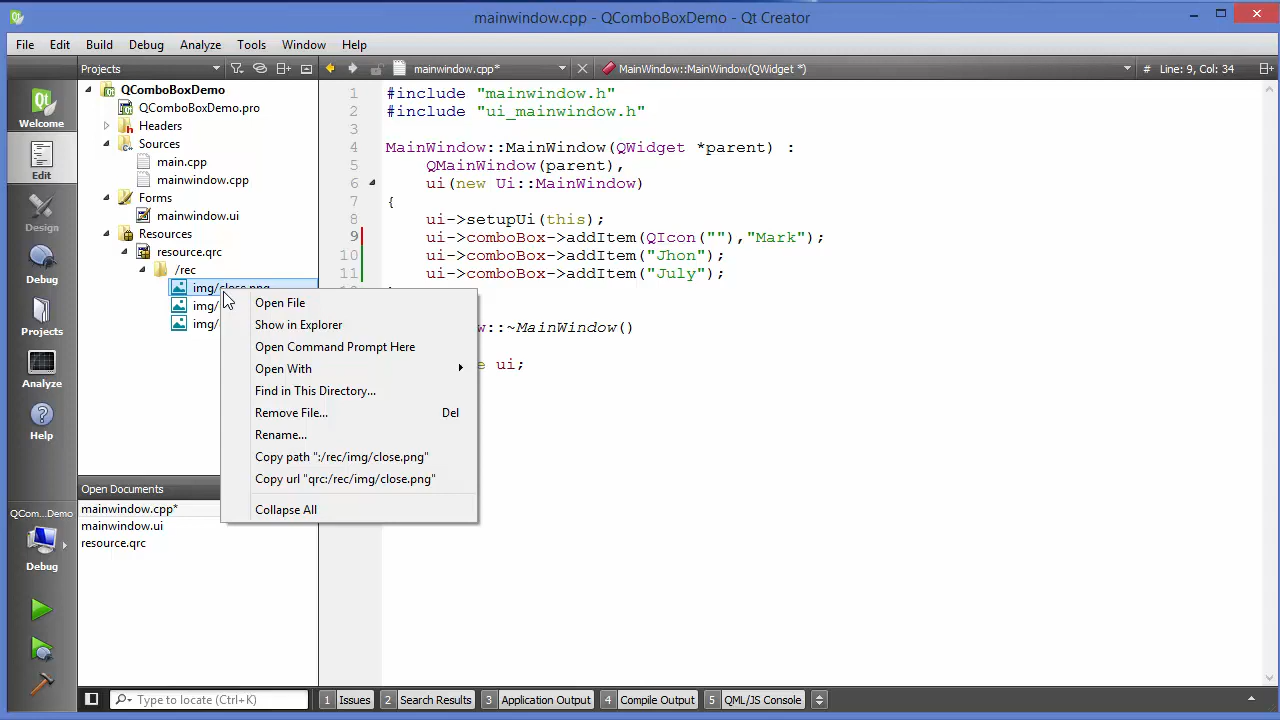 mainwindow.cpp - QComboBoxDemo - Qt Creator
File Edit Build Debug Analyze Tools Window Help
Projects mainwindow.cpp* MainWindow::MainWindow(QWidget *) # Line: 9, Col: 34
Welcome
Edit
Design
Debug
Projects
Analyze
Help
QCom...Demo
Debug
QComboBoxDemo
QComboBoxDemo.pro
Headers
Sources
main.cpp
mainwindow.cpp
Forms
mainwindow.ui
Resources
resource.qrc
/rec
img/close.png
img/
img/
Open Documents
mainwindow.cpp*
mainwindow.ui
resource.qrc
1 #include "mainwindow.h"
2 #include "ui_mainwindow.h"
3
4 MainWindow::MainWindow(QWidget *parent) :
5 QMainWindow(parent),
6 ui(new Ui::MainWindow)
7 {
8 ui->setupUi(this);
9 ui->comboBox->addItem(QIcon(""),"Mark");
10 ui->comboBox->addItem("Jhon");
11 ui->comboBox->addItem("July");
w::~MainWindow()
ui;
Open File
Show in Explorer
Open Command Prompt Here
Open With
Find in This Directory...
Remove File... Del
Rename...
Copy path ":/rec/img/close.png"
Copy url "qrc:/rec/img/close.png"
Collapse All
Type to locate (Ctrl+K) 1 Issues 2 Search Results 3 Application Output 4 Compile Output 5 QML/JS Console